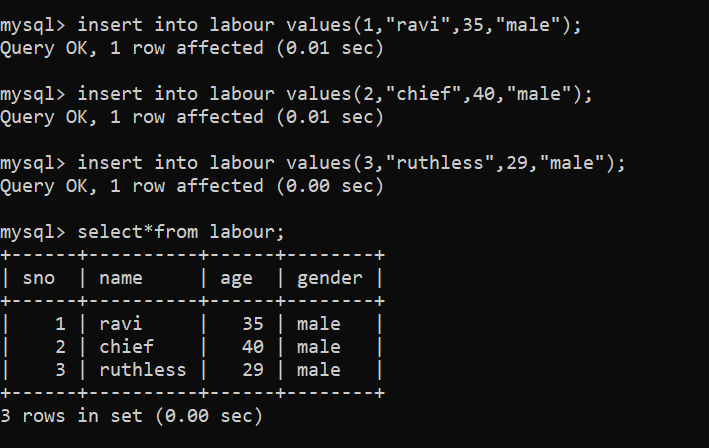 mysql> insert into labour values(1,"ravi",35,"male");
Query OK, 1 row affected (0.01 sec)

mysql> insert into labour values(2,"chief",40,"male");
Query OK, 1 row affected (0.01 sec)

mysql> insert into labour values(3,"ruthless",29,"male");
Query OK, 1 row affected (0.00 sec)

mysql> select*from labour;
+------+----------+------+--------+
| sno  | name     | age  | gender |
+------+----------+------+--------+
|    1 | ravi     |   35 | male   |
|    2 | chief    |   40 | male   |
|    3 | ruthless |   29 | male   |
+------+----------+------+--------+
3 rows in set (0.00 sec)